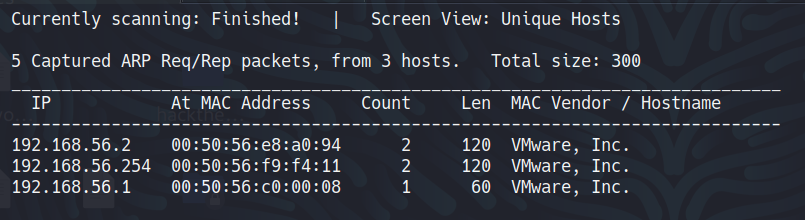 Currently scanning: Finished!   |   Screen View: Unique Hosts
5 Captured ARP Req/Rep packets, from 3 hosts.   Total size: 300
_____________________________________________________________________________
  IP            At MAC Address     Count     Len  MAC Vendor / Hostname
-----------------------------------------------------------------------------
192.168.56.2    00:50:56:e8:a0:94      2     120  VMware, Inc.
192.168.56.254  00:50:56:f9:f4:11      2     120  VMware, Inc.
192.168.56.1    00:50:56:c0:00:08      1      60  VMware, Inc.